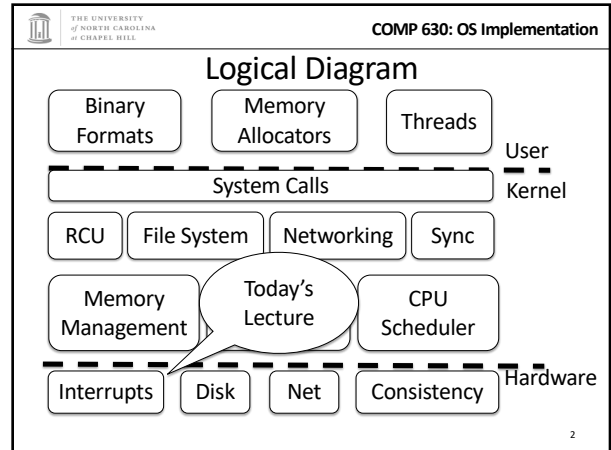 THE UNIVERSITY
of NORTH CAROLINA
at CHAPEL HILL
COMP 630: OS Implementation
Logical Diagram
Binary
Formats
Memory
Allocators
Threads
User
System Calls
Kernel
RCU
File System
Networking
Sync
Memory
Management
Today's
Lecture
CPU
Scheduler
Hardware
Interrupts
Disk
Net
Consistency
2